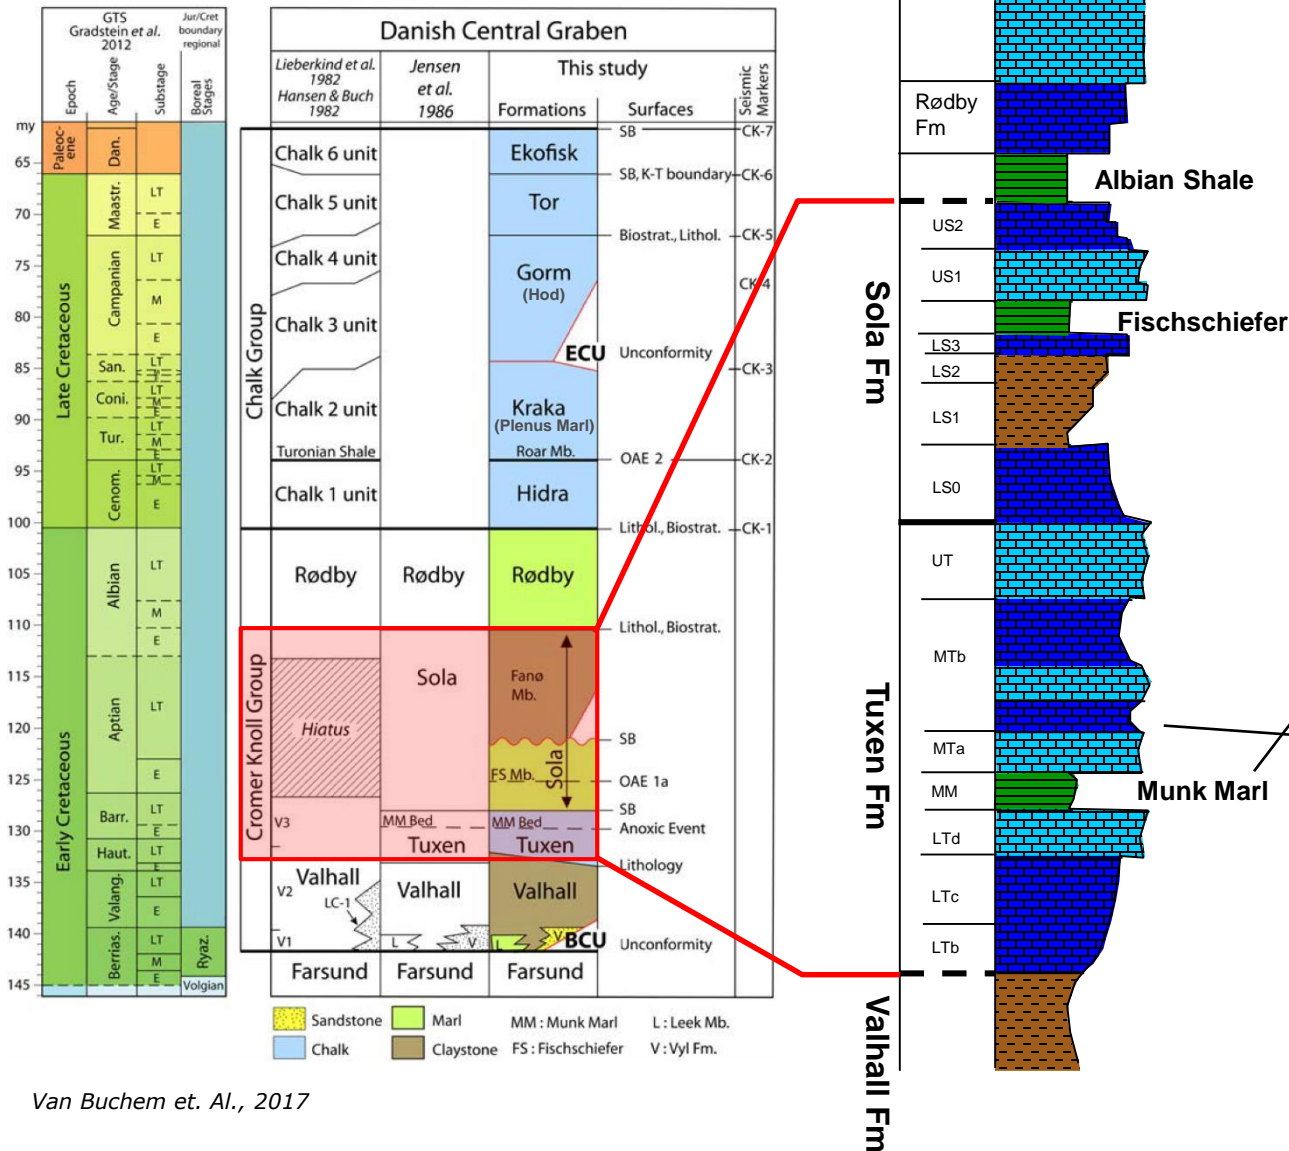 GTS
Gradstein et al.
2012
Jur/Cret
boundary
regional
Epoch
Age/Stage
Substage
Boreal
Stages
my
65
70
75
80
85
90
95
100
105
110
115
120
125
130
135
140
145
Paleoc-
ene
Late Cretaceous
Early Cretaceous
Dan.
Maastr.
LT
E
Campanian
LT
M
E
San.
LT
M
E
Coni.
LT
M
E
Tur.
LT
M
E
Cenom.
LT
M
E
Albian
LT
M
E
Aptian
LT
E
Barr.
LT
E
Haut.
LT
E
Valang.
LT
E
Berrias.
LT
M
E
Ryaz.
Volgian
Danish Central Graben
Lieberkind et al.
1982
Hansen & Buch
1982
Jensen
et al.
1986
This study
Formations
Surfaces
Seismic
Markers
Chalk Group
Cromer Knoll Group
Chalk 6 unit
Chalk 5 unit
Chalk 4 unit
Chalk 3 unit
Chalk 2 unit
Turonian Shale
Chalk 1 unit
Rødby
Hiatus
V3
Valhall
V2
LC-1
V1
Farsund
Rødby
Sola
MM Bed
Tuxen
Valhall
L
V
Farsund
Ekofisk
Tor
Gorm
(Hod)
ECU
Kraka
(Plenus Marl)
Roar Mb.
Hidra
Rødby
Fanø
Mb.
Sola
FS Mb.
MM Bed
Tuxen
Valhall
L
V
BCU
Farsund
SB
SB, K-T boundary
Biostrat., Lithol.
Unconformity
OAE 2
Lithol., Biostrat.
Lithol., Biostrat.
SB
OAE 1a
SB
Anoxic Event
Lithology
Unconformity
CK-7
CK-6
CK-5
CK-4
CK-3
CK-2
CK-1
Sandstone
Marl
MM : Munk Marl
L : Leek Mb.
Chalk
Claystone
FS : Fischschiefer
V : Vyl Fm.
Van Buchem et. Al., 2017
Rødby
Fm
Albian Shale
Sola Fm
US2
US1
Fischschiefer
LS3
LS2
LS1
LS0
Tuxen Fm
UT
MTb
MTa
MM
Munk Marl
LTd
LTc
LTb
Valhall Fm